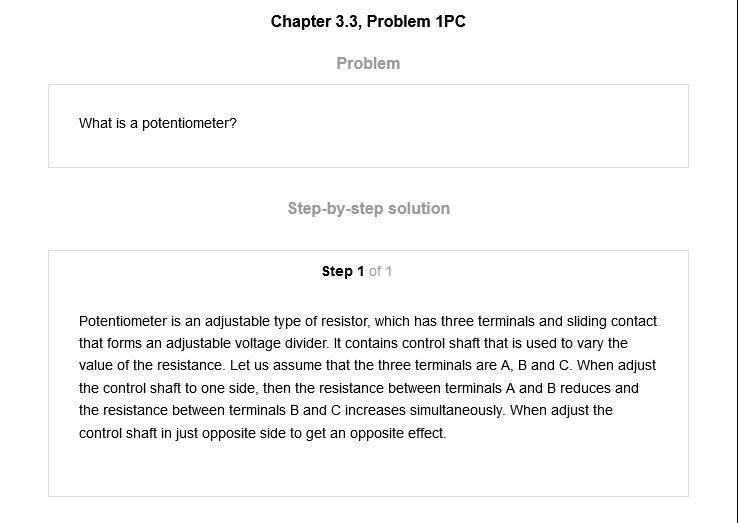 Chapter 3.3, Problem 1PC
Problem
What is a potentiometer?
Step-by-step solution
Step 1 of 1
Potentiometer is an adjustable type of resistor, which has three terminals and sliding contact
that forms an adjustable voltage divider. It contains control shaft that is used to vary the
value of the resistance. Let us assume that the three terminals are A, B and C. When adjust
the control shaft to one side, then the resistance between terminals A and B reduces and
the resistance between terminals B and C increases simultaneously. When adjust the
control shaft in just opposite side to get an opposite effect.